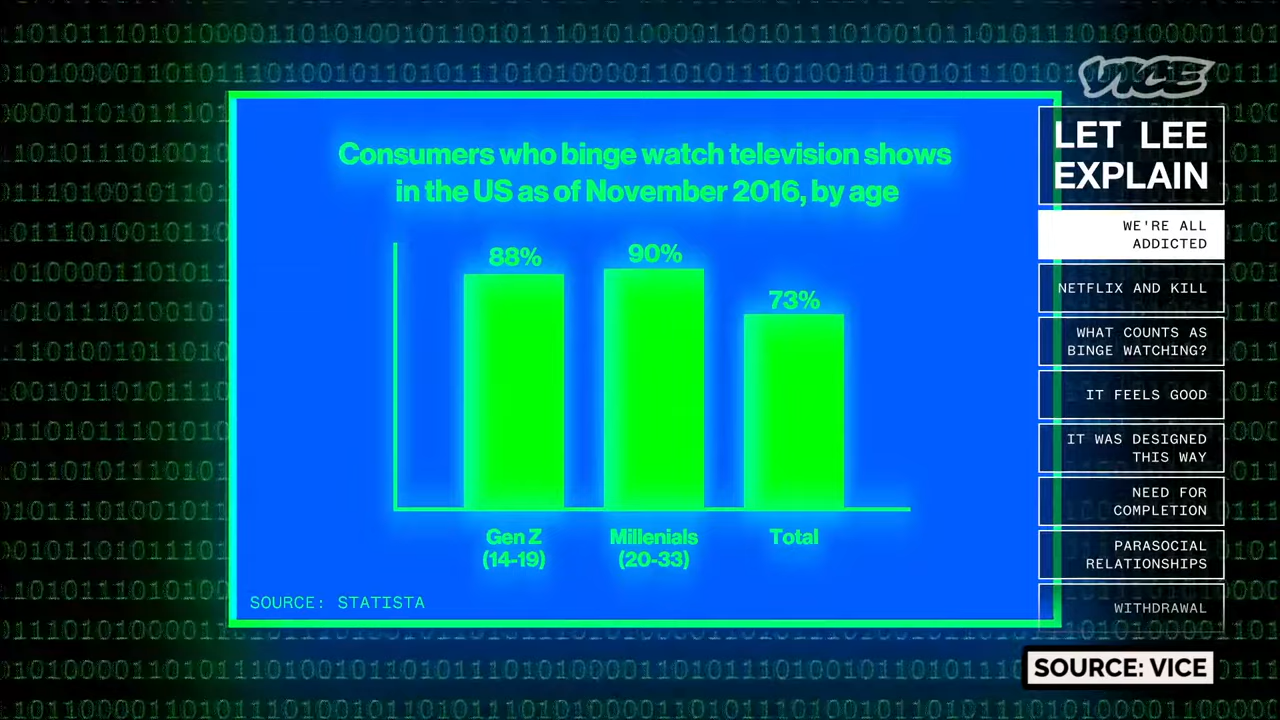 VICE
LET LEE
EXPLAIN
Consumers who binge watch television shows
in the US as of November 2016, by age
88%
90%
73%
Gen Z
(14-19)
Millenials
(20-33)
Total
SOURCE: STATISTA
WE'RE ALL
ADDICTED
NETFLIX AND KILL
WHAT COUNTS AS
BINGE WATCHING?
IT FEELS GOOD
IT WAS DESIGNED
THIS WAY
NEED FOR
COMPLETION
PARASOCIAL
RELATIONSHIPS
WITHDRAWAL
SOURCE: VICE